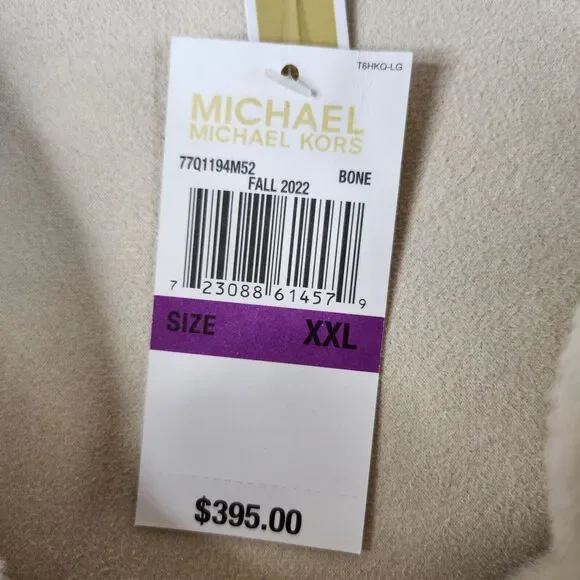 T6HKQ-LG
MICHAEL
MICHAEL KORS
77Q1194M52 BONE
FALL 2022
7 23088 61457 9
SIZE XXL
$395.00